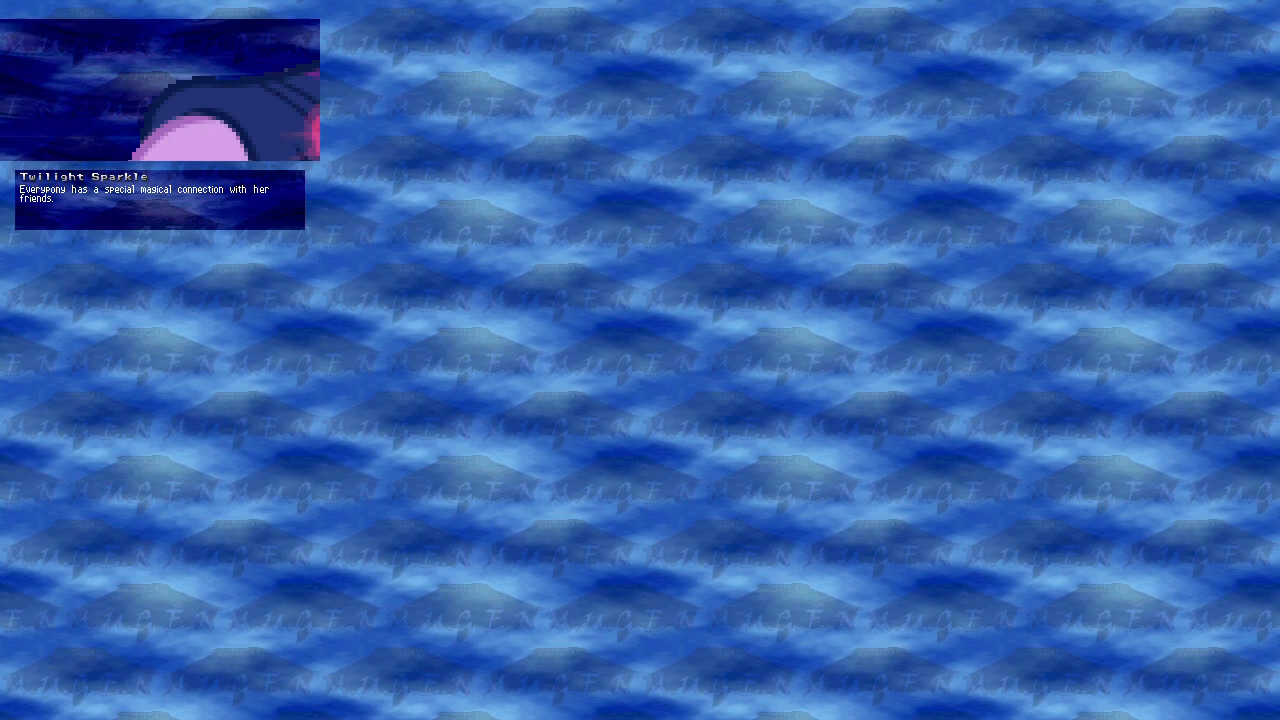 Twilight Sparkle
Everypony has a special magical connection with her
friends.
M.U.G.E.N